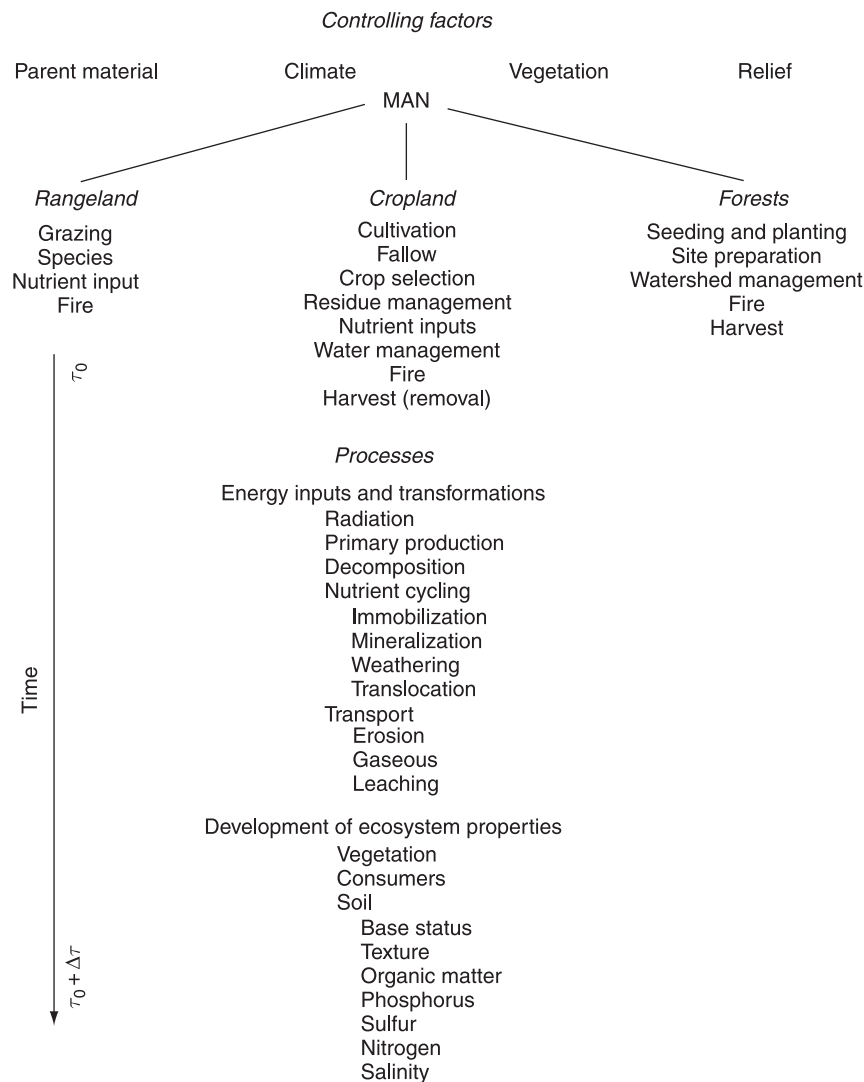 Controlling factors
Parent material Climate Vegetation Relief
MAN
Rangeland
Grazing
Species
Nutrient input
Fire
Cropland
Cultivation
Fallow
Crop selection
Residue management
Nutrient inputs
Water management
Fire
Harvest (removal)
Forests
Seeding and planting
Site preparation
Watershed management
Fire
Harvest
τ0
Time
τ0 + Δτ
Processes
Energy inputs and transformations
Radiation
Primary production
Decomposition
Nutrient cycling
Immobilization
Mineralization
Weathering
Translocation
Transport
Erosion
Gaseous
Leaching
Development of ecosystem properties
Vegetation
Consumers
Soil
Base status
Texture
Organic matter
Phosphorus
Sulfur
Nitrogen
Salinity